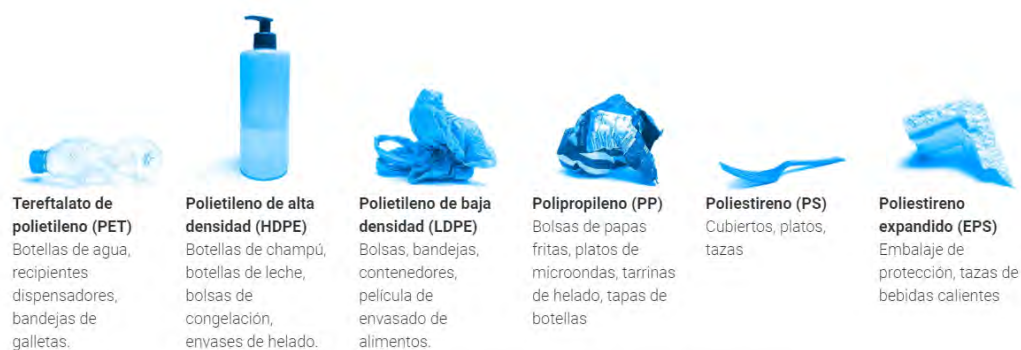 Tereftalato de
polietileno (PET)
Botellas de agua,
recipientes
dispensadores,
bandejas de
galletas.
Polietileno de alta
densidad (HDPE)
Botellas de champú,
botellas de leche,
bolsas de
congelación,
envases de helado.
Polietileno de baja
densidad (LDPE)
Bolsas, bandejas,
contenedores,
película de
envasado de
alimentos.
Polipropileno (PP)
Bolsas de papas
fritas, platos de
microondas, tarrinas
de helado, tapas de
botellas
Poliestireno (PS)
Cubiertos, platos,
tazas
Poliestireno
expandido (EPS)
Embalaje de
protección, tazas de
bebidas calientes